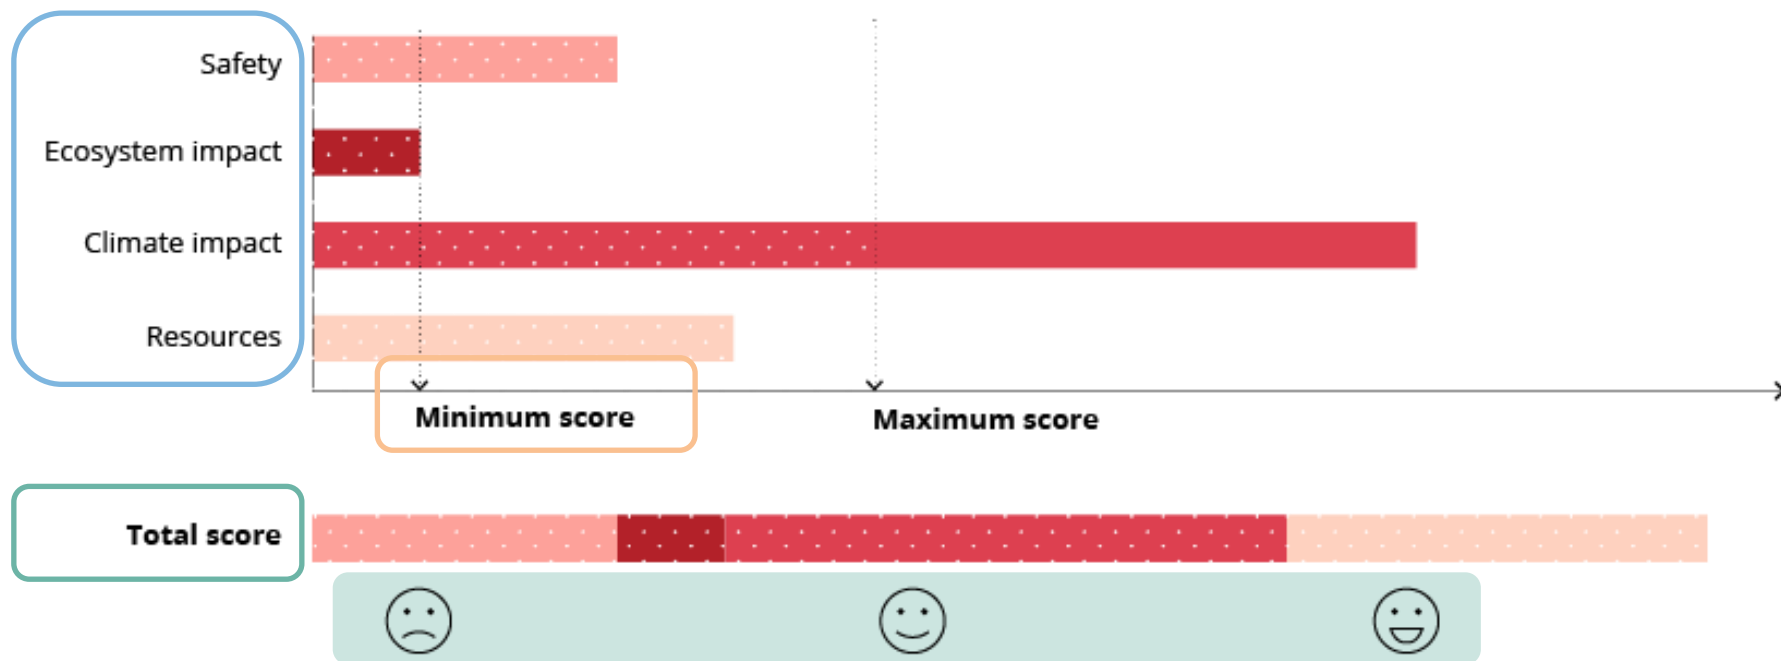 Safety
Ecosystem impact
Climate impact
Resources
Minimum score
Maximum score
Total score